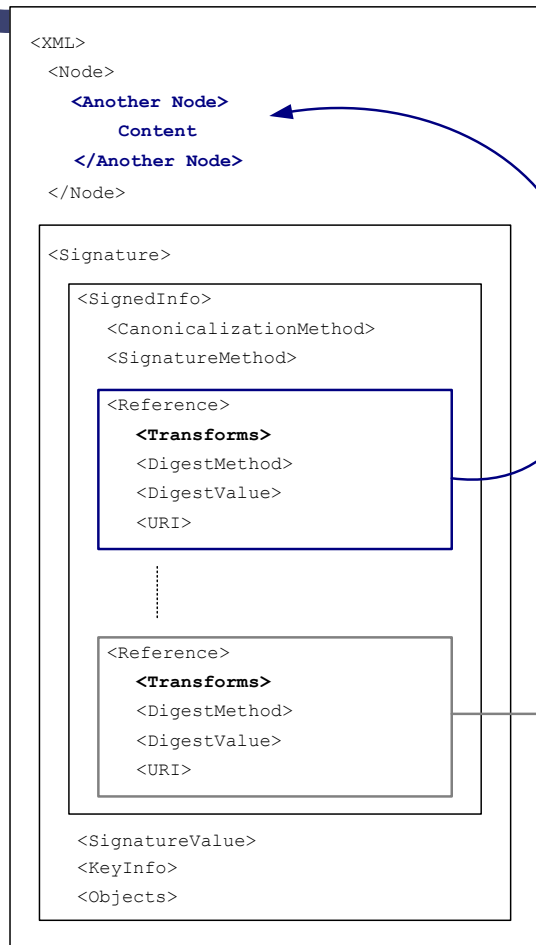 <XML>
<Node>
<Another Node>
Content
</Another Node>
</Node>
<Signature>
<SignedInfo>
<CanonicalizationMethod>
<SignatureMethod>
<Reference>
<Transforms>
<DigestMethod>
<DigestValue>
<URI>
<Reference>
<Transforms>
<DigestMethod>
<DigestValue>
<URI>
<SignatureValue>
<KeyInfo>
<Objects>